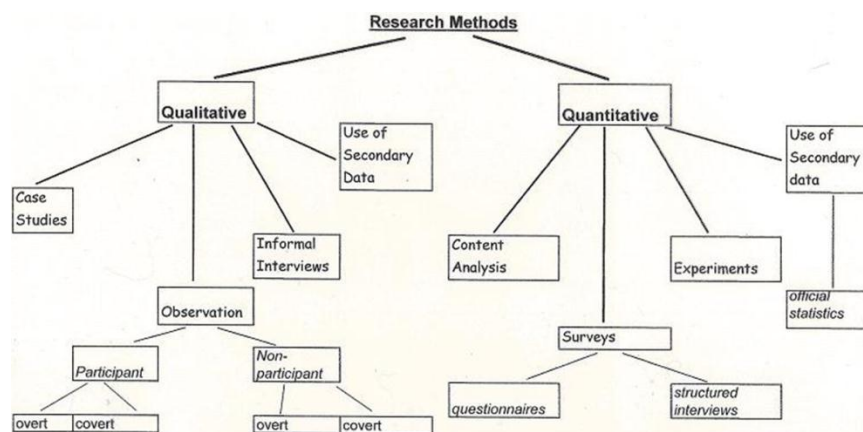 Research Methods
Qualitative
Quantitative
Use of
Secondary
Data
Use of
Secondary
data
Case
Studies
Informal
Interviews
Content
Analysis
Experiments
Observation
official
statistics
Surveys
Participant
Non-
participant
questionnaires
structured
interviews
overt
covert
overt
covert